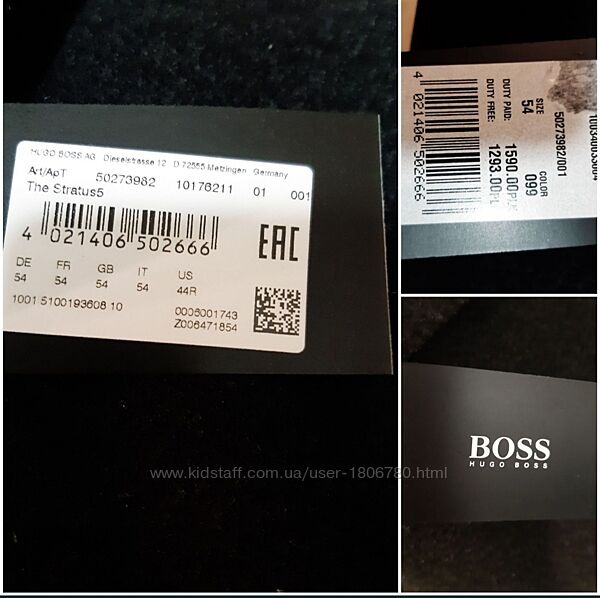 HUGO BOSS AG Dieselstrasse 12 D 72555 Metzingen Germany
Art/ApT 50273982 10176211 01 001
The Stratus5
4 021406 502666
EAC
DE FR GB IT US
54 54 54 54 44R
1001 5100193608 10
0006001743
Z006471854
50273982/001
SIZE COLOR
54 099
DUTY PAID: 1590.00PLN
DUTY FREE: 1293.00PL
4 021406 502666
BOSS
HUGO BOSS
www.kidstaff.com.ua/user-1806780.html